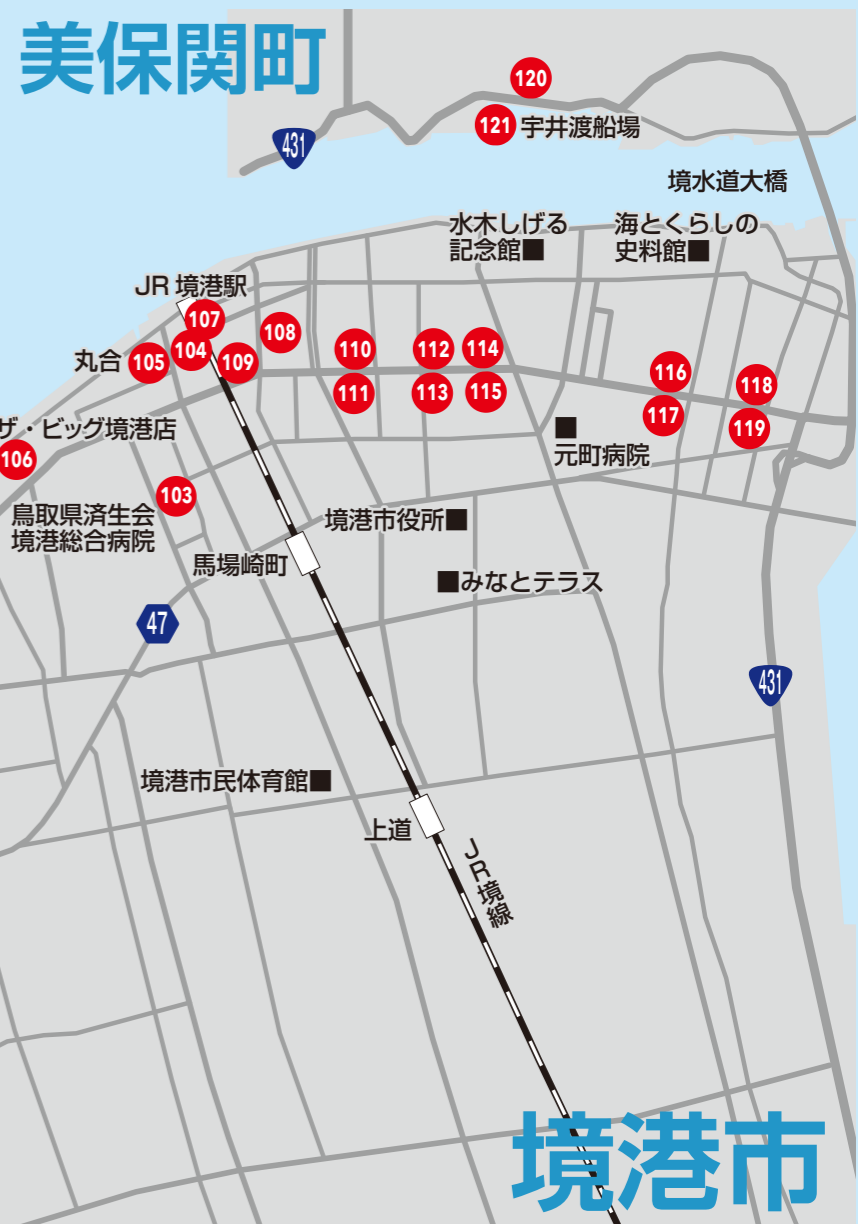 美保関町
120
121 宇井渡船場
431
境水道大橋
水木しげる
記念館■
海とくらしの
史料館■
JR 境港駅
107
108
丸合
105
104
109
110
112
114
111
113
115
116
118
117
119
ザ・ビッグ境港店
106
■
元町病院
103
鳥取県済生会
境港総合病院
境港市役所■
馬場崎町
■みなとテラス
47
431
境港市民体育館■
上道
JR境線
境港市